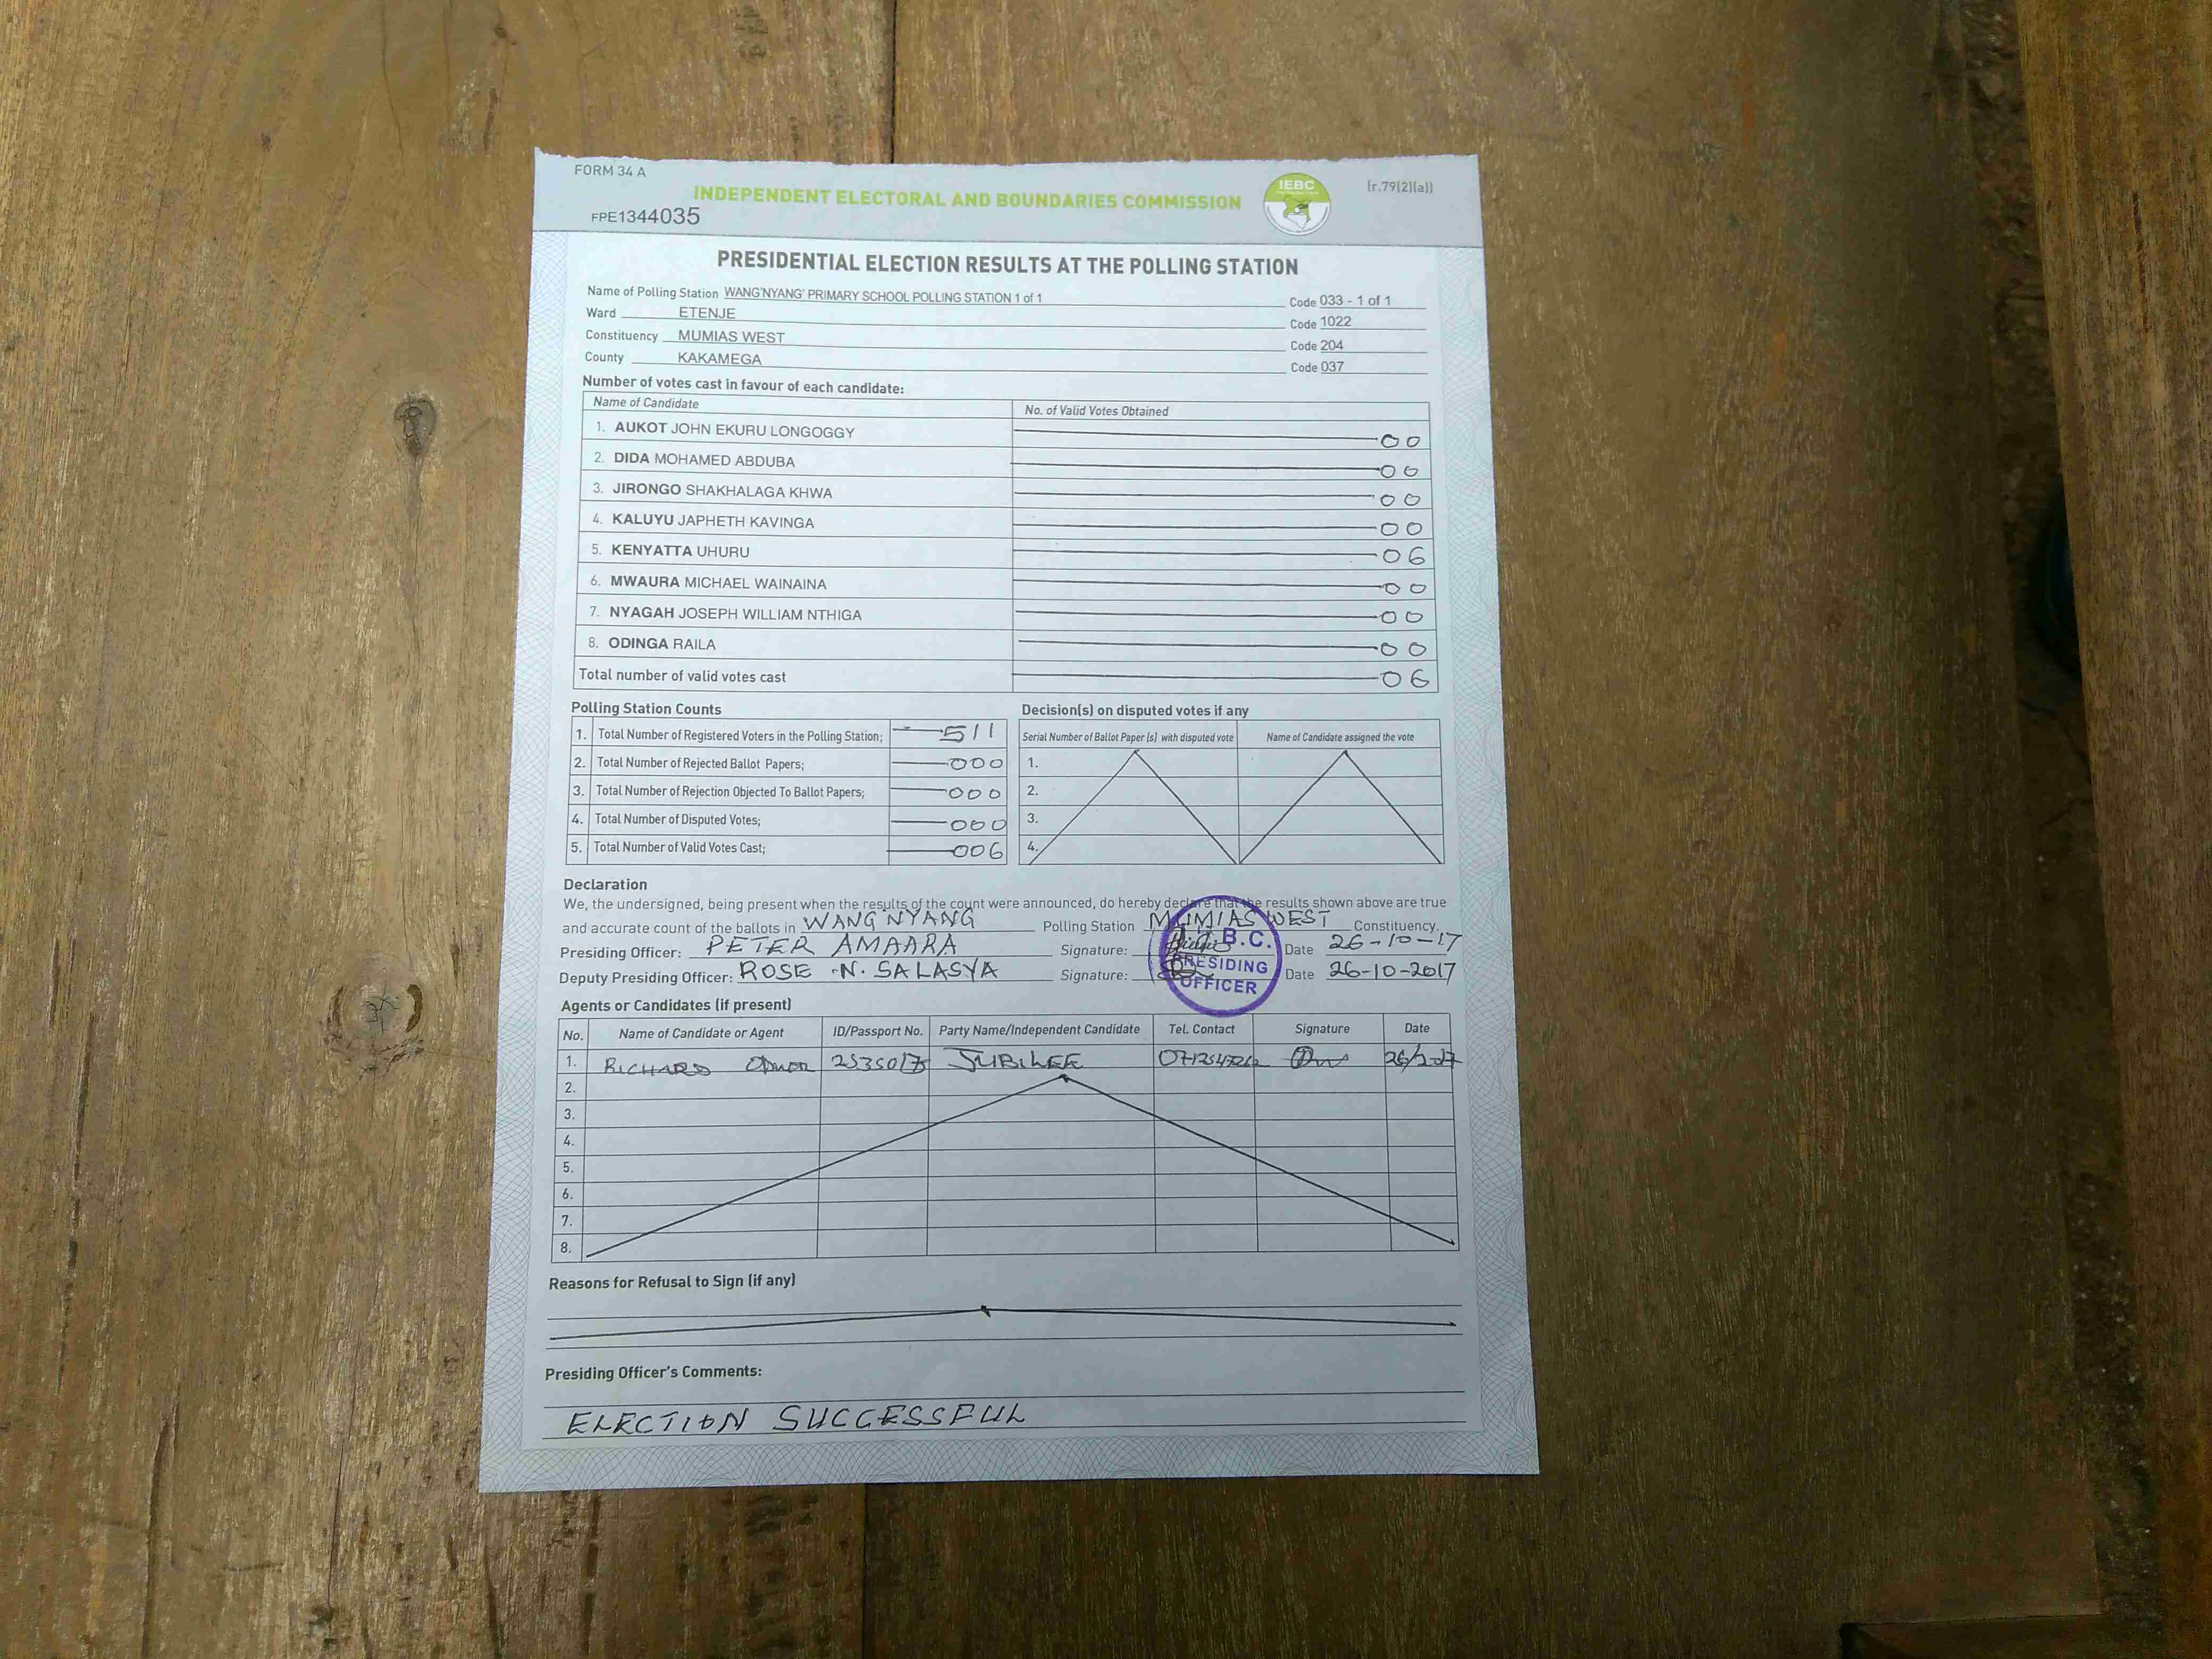 FORM 34 A
INDEPENDENT ELECTORAL AND BOUNDARIES COMMISSION
IEBC
(r.79(2)(a))
FPE1344035
PRESIDENTIAL ELECTION RESULTS AT THE POLLING STATION
Name of Polling Station WANG'NYANG' PRIMARY SCHOOL POLLING STATION 1 of 1 Code 033 - 1 of 1
Ward ETENJE Code 1022
Constituency MUMIAS WEST Code 204
County KAKAMEGA Code 037
Number of votes cast in favour of each candidate:
Name of Candidate No. of Valid Votes Obtained
1. AUKOT JOHN EKURU LONGOGGY 00
2. DIDA MOHAMED ABDUBA
3. JIRONGO SHAKHALAGA KHWA 00
4. KALUYU JAPHETH KAVINGA 00
5. KENYATTA UHURU 06
6. MWAURA MICHAEL WAINAINA 00
7. NYAGAH JOSEPH WILLIAM NTHIGA 00
8. ODINGA RAILA 00
Total number of valid votes cast 06
Polling Station Counts
1. Total Number of Registered Voters in the Polling Station; 511
2. Total Number of Rejected Ballot Papers; 000
3. Total Number of Rejection Objected To Ballot Papers; 000
4. Total Number of Disputed Votes; 000
5. Total Number of Valid Votes Cast; 006
Decision(s) on disputed votes if any
Serial Number of Ballot Paper (s) with disputed vote Name of Candidate assigned the vote
1.
2.
3.
4.
Declaration
We, the undersigned, being present when the results of the count were announced, do hereby declare that the results shown above are true
and accurate count of the ballots in WANG'NYANG Polling Station MUMIAS WEST Constituency.
Presiding Officer: PETER AMAARA Signature: Date 26-10-17
Deputy Presiding Officer: ROSE .N. SALASYA Signature: Date 26-10-2017
B.C.
PRESIDING
OFFICER
Agents or Candidates (if present)
No. Name of Candidate or Agent ID/Passport No. Party Name/Independent Candidate Tel. Contact Signature Date
1. RICHARD JUBILEE
2.
3.
4.
5.
6.
7.
8.
Reasons for Refusal to Sign (if any)
Presiding Officer's Comments:
ELECTION SUCCESSFUL